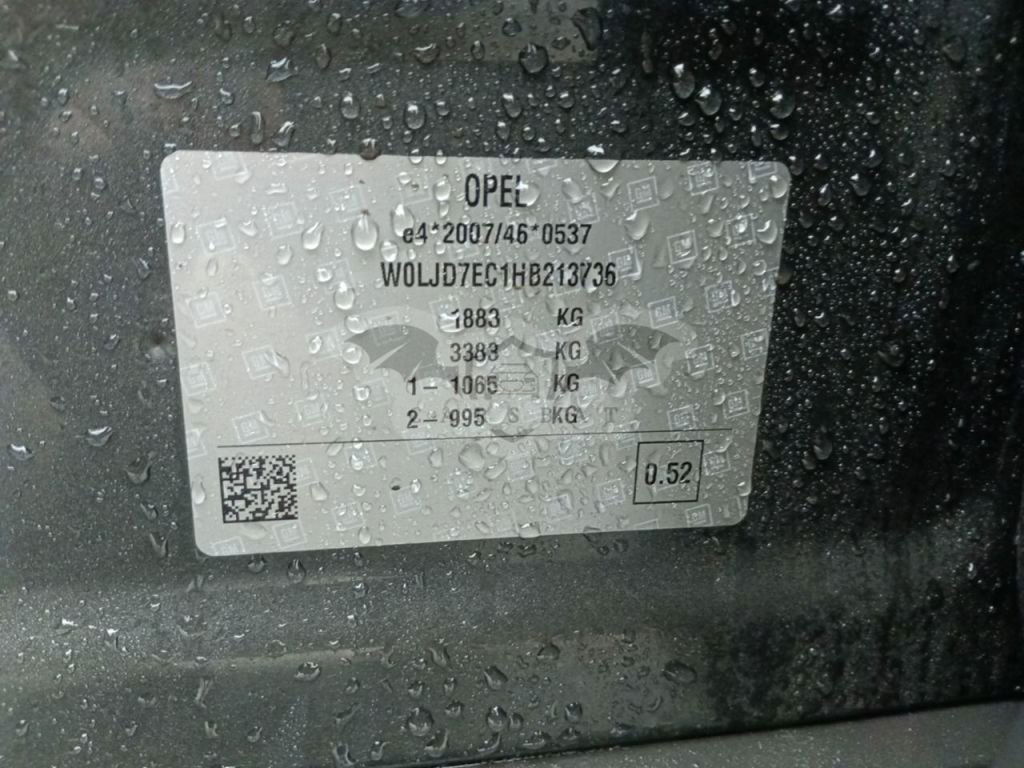 OPEL
e4*2007/46*0537
W0LJD7EC1HB213736
1883 KG
3383 KG
1- 1065 KG
2- 995 KG
0.52